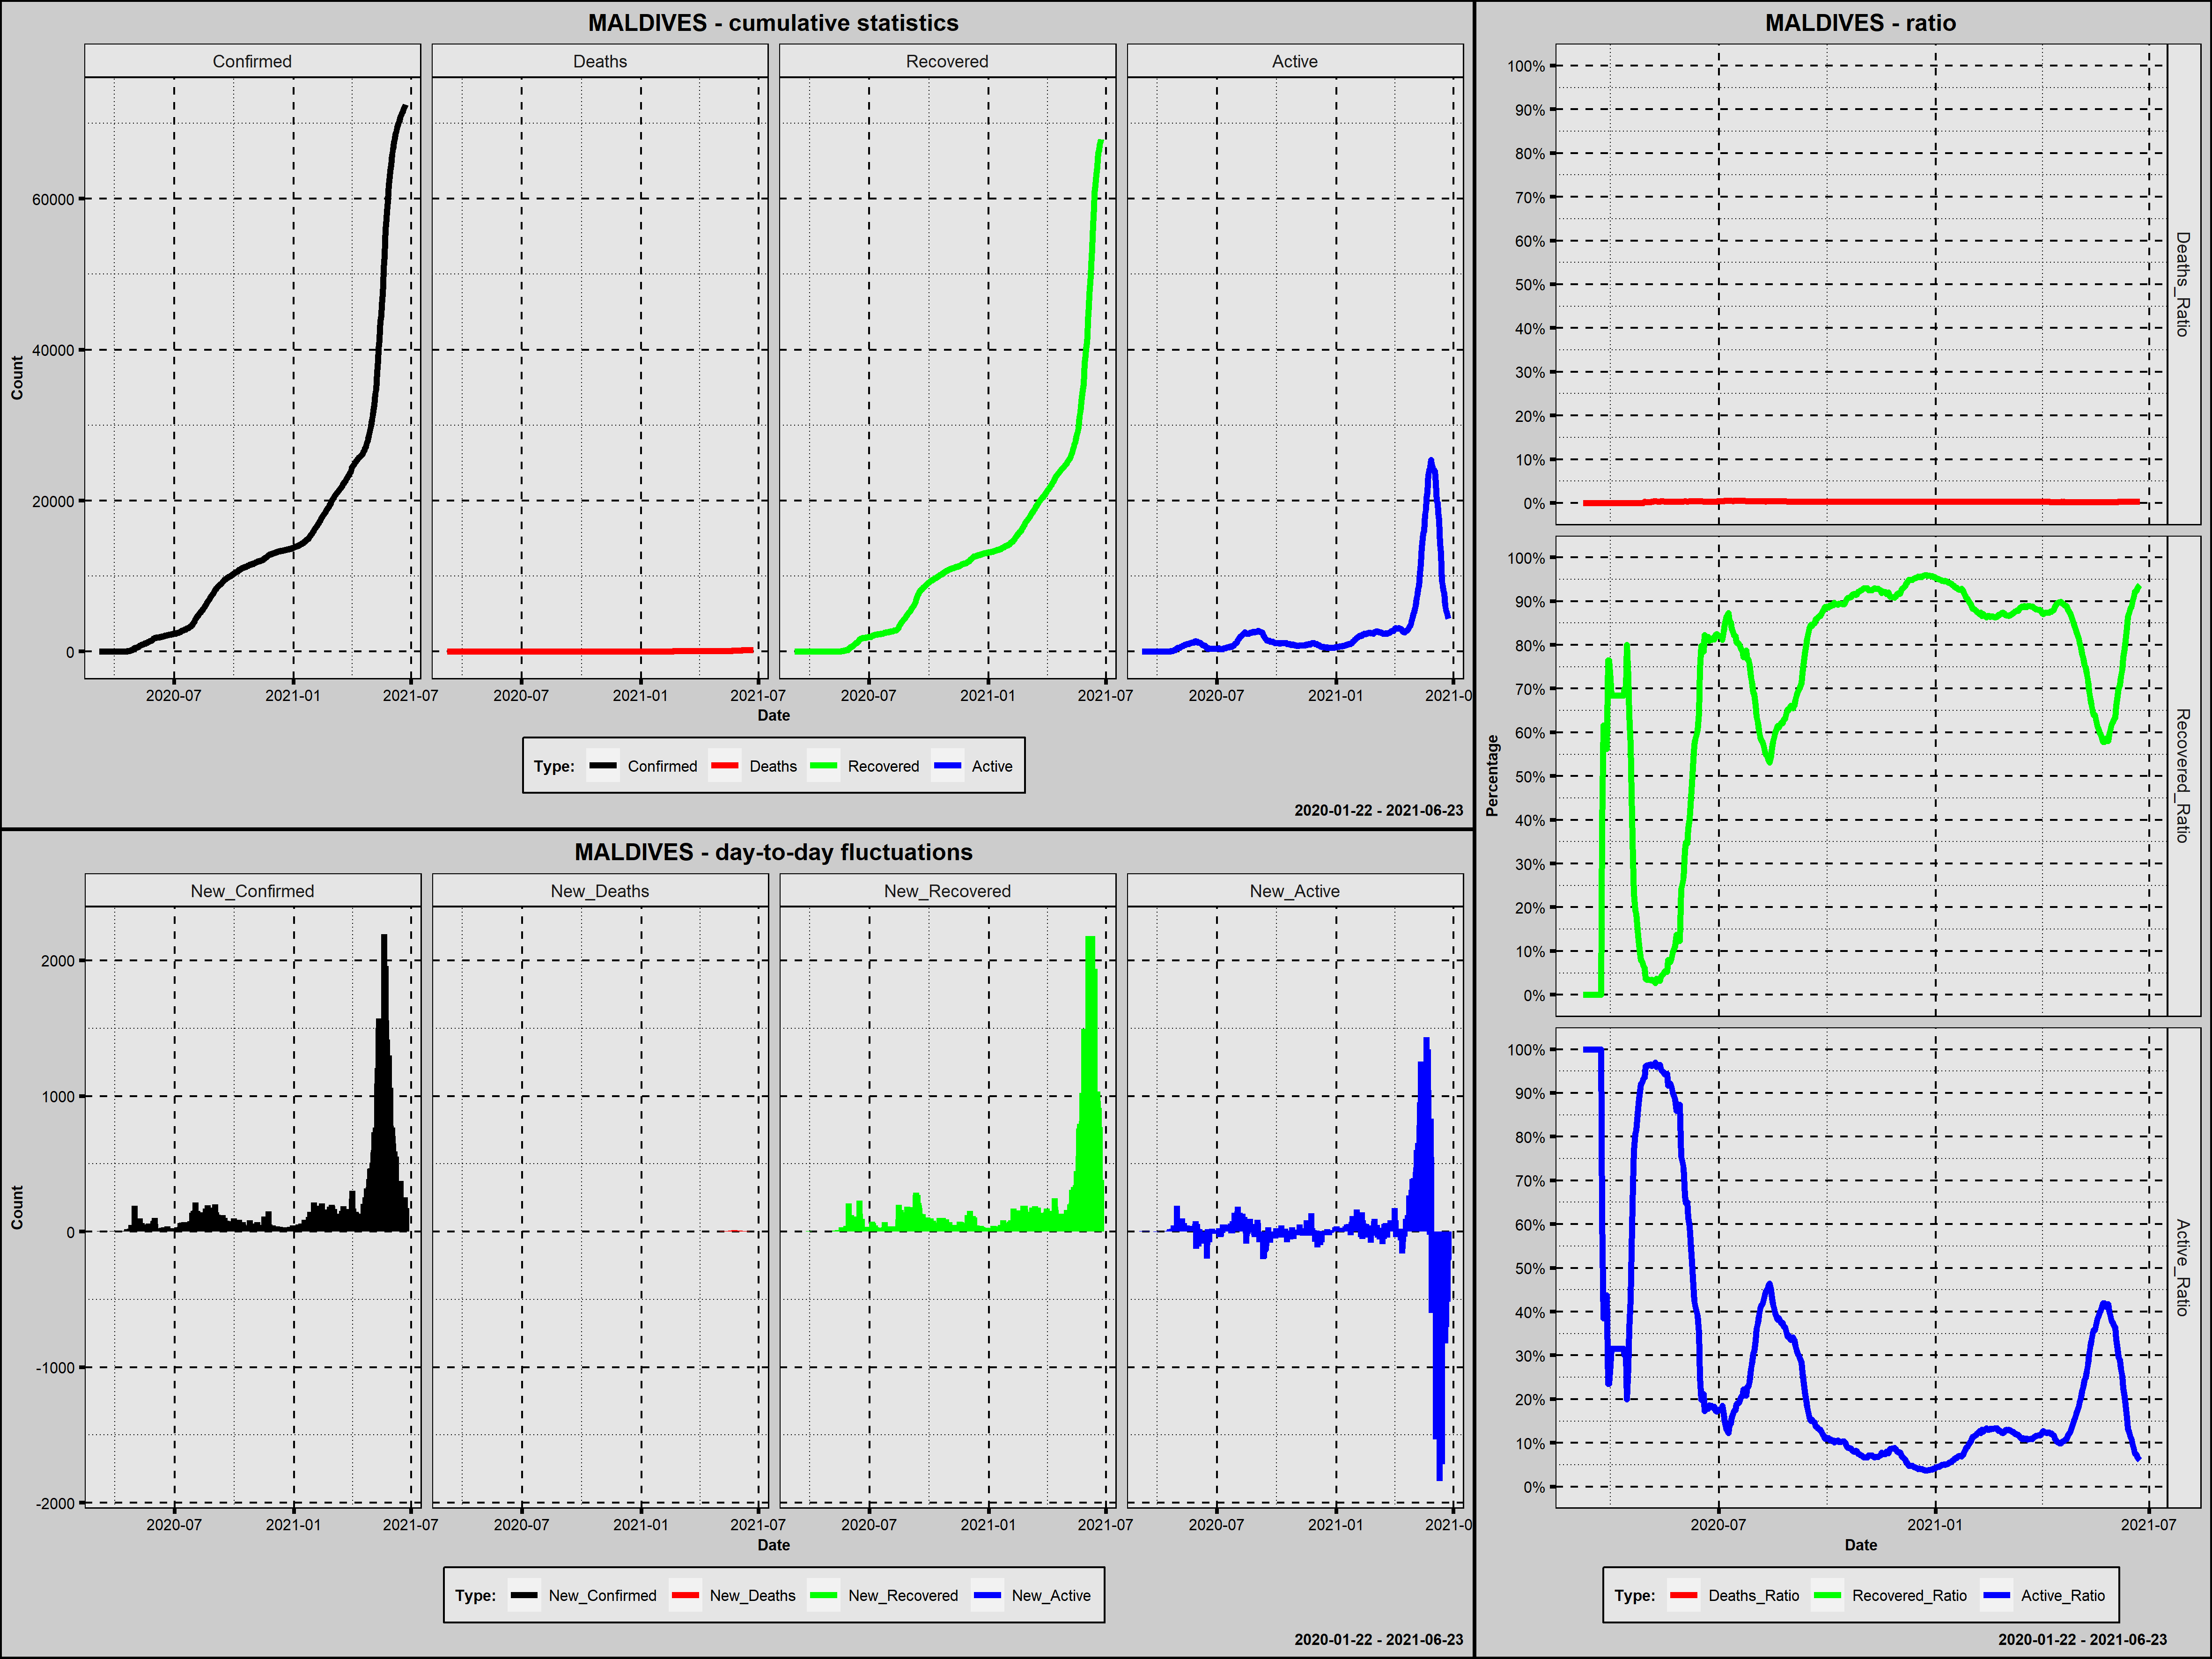 MALDIVES - cumulative statistics
Confirmed Deaths Recovered Active
60000
40000
20000
0
Count
2020-07 2021-01 2021-07 2020-07 2021-01 2021-07 2020-07 2021-01 2021-07 2020-07 2021-01 2021-0
Date
Type: Confirmed Deaths Recovered Active
2020-01-22 - 2021-06-23
MALDIVES - day-to-day fluctuations
New_Confirmed New_Deaths New_Recovered New_Active
2000
1000
0
-1000
-2000
Count
2020-07 2021-01 2021-07 2020-07 2021-01 2021-07 2020-07 2021-01 2021-07 2020-07 2021-01 2021-0
Date
Type: New_Confirmed New_Deaths New_Recovered New_Active
2020-01-22 - 2021-06-23
MALDIVES - ratio
100%
90%
80%
70%
60%
50%
40%
30%
20%
10%
0%
Deaths_Ratio
100%
90%
80%
70%
60%
50%
40%
30%
20%
10%
0%
Recovered_Ratio
Percentage
100%
90%
80%
70%
60%
50%
40%
30%
20%
10%
0%
Active_Ratio
2020-07 2021-01 2021-07
Date
Type: Deaths_Ratio Recovered_Ratio Active_Ratio
2020-01-22 - 2021-06-23